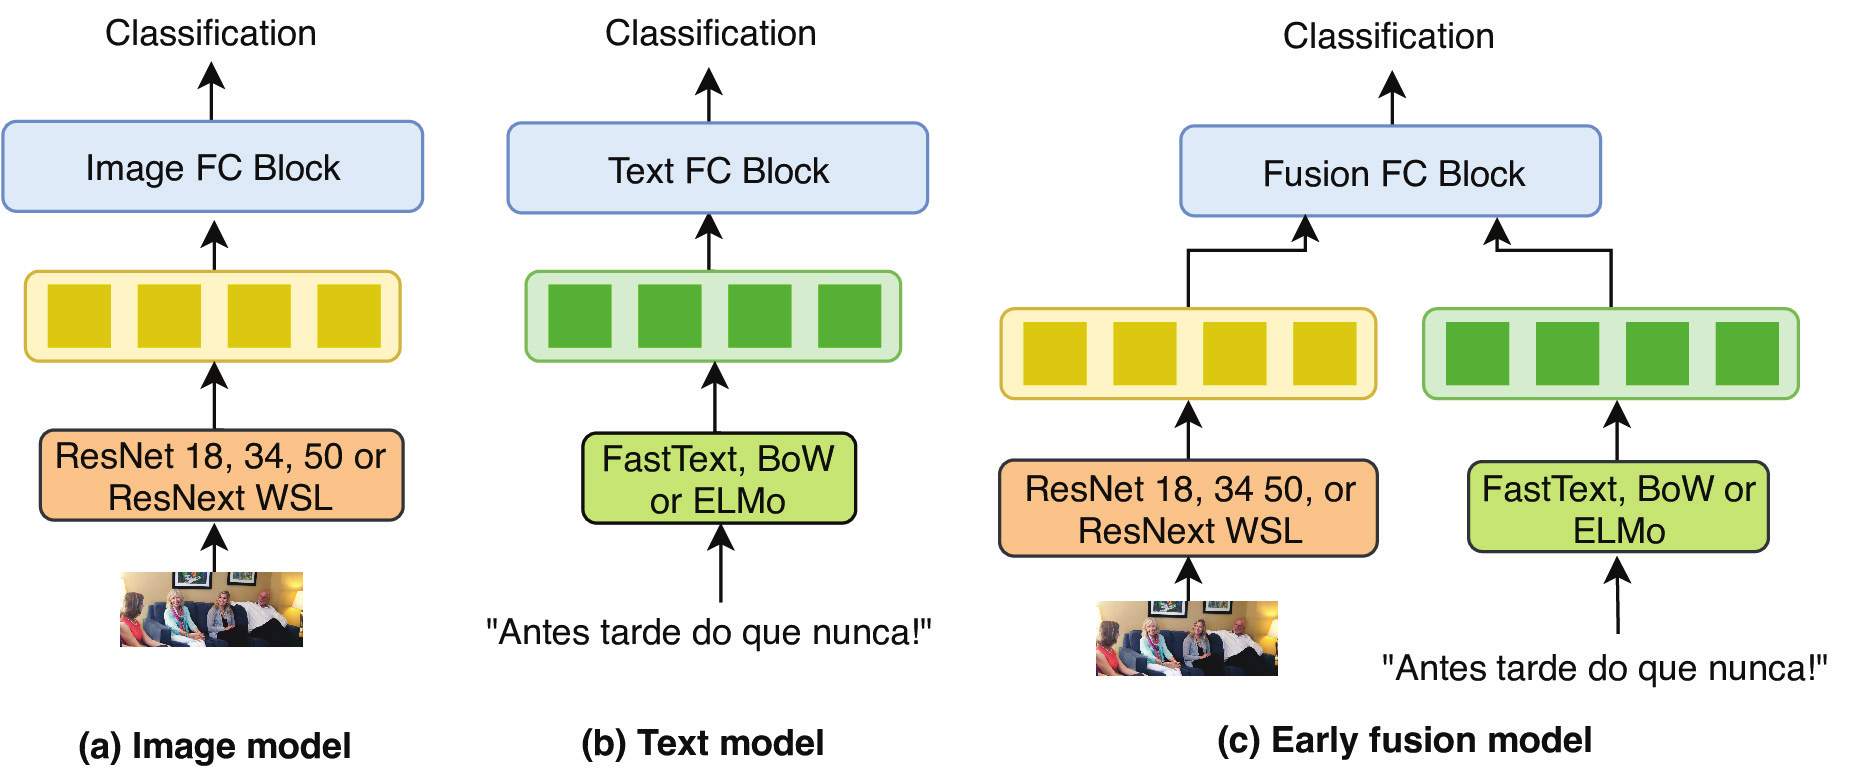 Classification
Image FC Block
ResNet 18, 34, 50 or
ResNext WSL
(a) Image model
Classification
Text FC Block
FastText, BoW
or ELMo
"Antes tarde do que nunca!"
(b) Text model
Classification
Fusion FC Block
ResNet 18, 34 50, or
ResNext WSL
FastText, BoW or
ELMo
"Antes tarde do que nunca!"
(c) Early fusion model